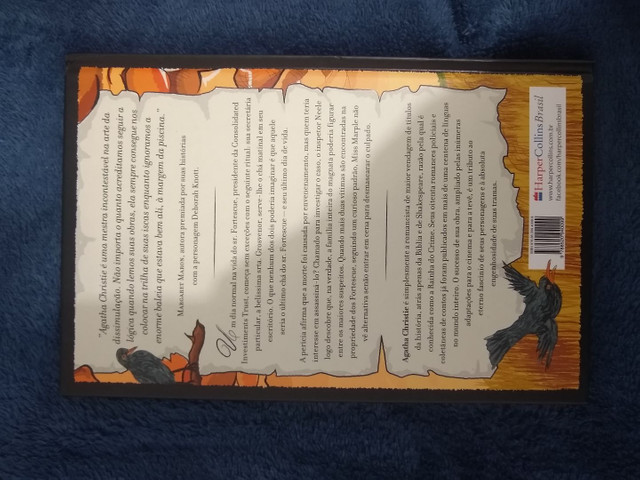 "Agatha Christie é uma mestra incontestável na arte da
dissimulação. Não importa o quanto acreditamos seguir a
lógica quando lemos suas obras, ela sempre consegue nos
colocar na trilha de suas iscas enquanto ignoramos a
enorme baleia que estava bem ali, à margem da piscina."
Margaret Maron, autora premiada por suas histórias
com a personagem Deborah Knott.
Um dia normal na vida do sr. Fortescue, presidente da Consolidated
Investments Trust, começa sem exceções com o seguinte ritual: sua secretária
particular, a belíssima srta. Grosvenor, serve-lhe o chá matinal em seu
escritório. O que nenhum dos dois poderia imaginar é que aquele
seria o último chá do sr. Fortescue — e seu último dia de vida.
A perícia afirma que a morte foi causada por envenenamento, mas quem teria
interesse em assassiná-lo? Chamado para investigar o caso, o inspetor Neele
logo descobre que, na verdade, a família inteira do magnata poderia figurar
entre os maiores suspeitos. Quando mais duas vítimas são encontradas na
propriedade dos Fortescue, seguindo um curioso padrão, Miss Marple não
vê alternativa senão entrar em cena para desmascarar o culpado.
Agatha Christie é simplesmente a romancista de maior vendagem de títulos
da história, atrás apenas da Bíblia e de Shakespeare, razão pela qual é
conhecida como a Rainha do Crime. Seus oitenta romances policiais e
coletâneas de contos já foram publicados em mais de uma centena de línguas
no mundo inteiro. O sucesso de sua obra, ampliado pelas inúmeras
adaptações para o cinema e para a tevê, é um tributo ao
eterno fascínio de seus personagens e à absoluta
engenhosidade de suas tramas.
HarperCollins Brasil
www.harpercollins.com.br
facebook.com/harpercollinsbrasil